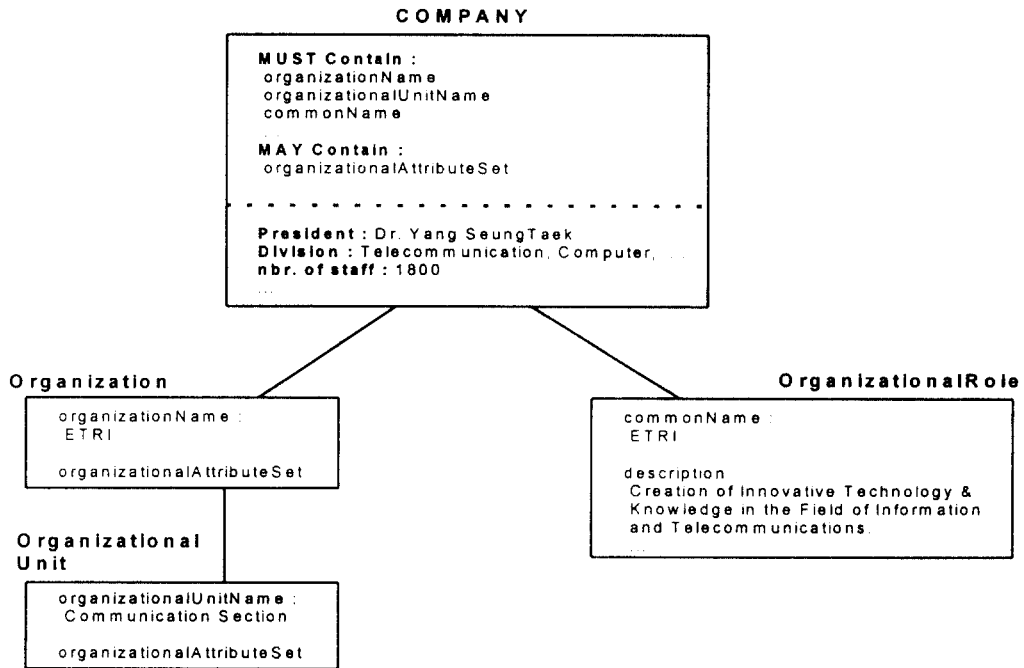 COMPANY
MUST Contain :
organizationName
organizationalUnitName
commonName
...
MAY Contain :
organizationalAttributeSet
President : Dr. Yang SeungTaek
Division : Telecommunication, Computer, ...
nbr. of staff : 1800
...
Organization
organizationName :
ETRI
organizationalAttributeSet
Organizational
Unit
organizationalUnitName :
Communication Section
organizationalAttributeSet
OrganizationalRole
commonName :
ETRI
description
Creation of Innovative Technology &
Knowledge in the Field of Information
and Telecommunications.
...